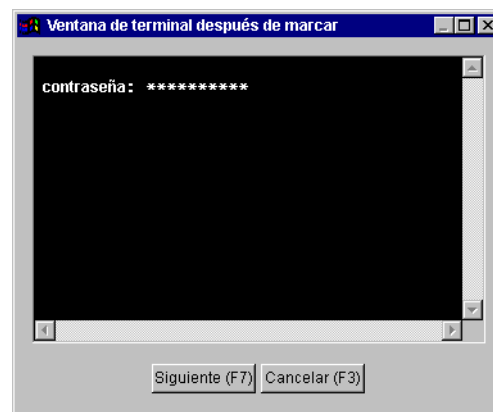 Ventana de terminal después de marcar
contraseña: **********
Siguiente (F7) Cancelar (F3)